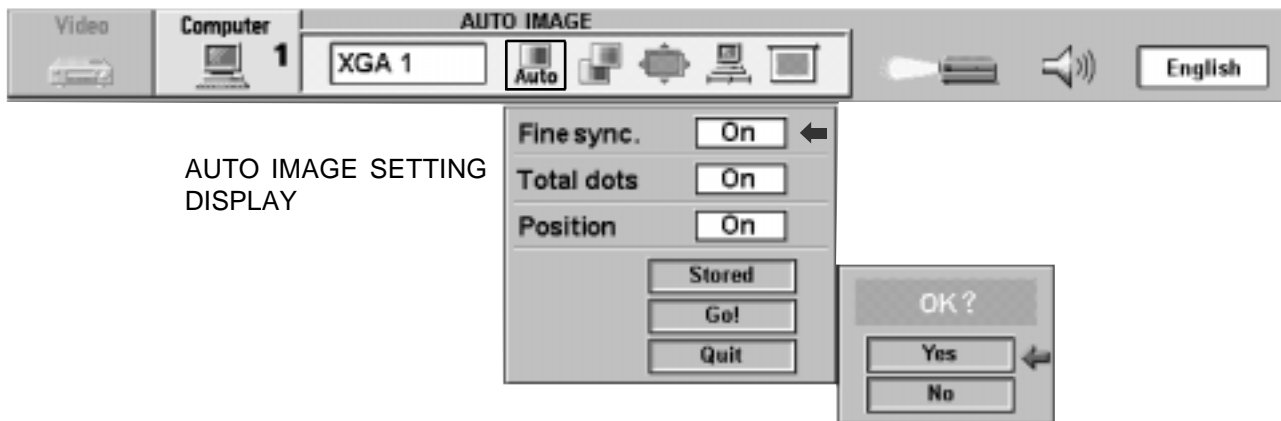 Video
Computer
1
AUTO IMAGE
XGA 1
Auto
English
AUTO IMAGE SETTING
DISPLAY
Fine sync. On
Total dots On
Position On
Stored
Go!
Quit
OK?
Yes
No